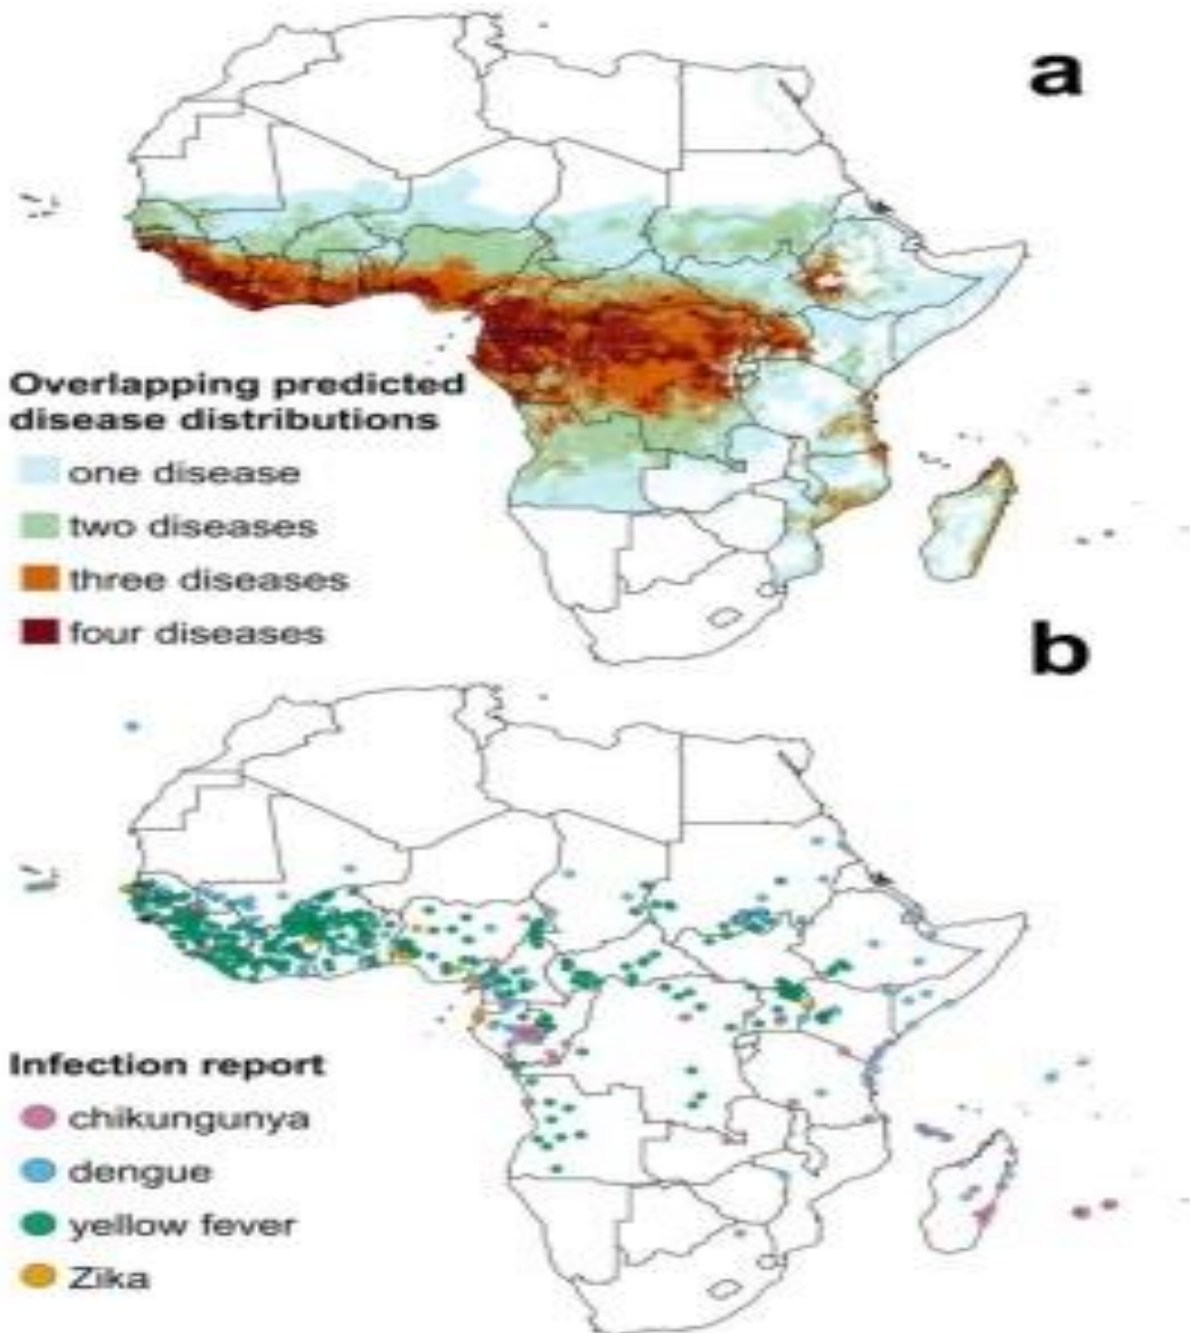 a
Overlapping predicted
disease distributions
one disease
two diseases
three diseases
four diseases
b
Infection report
chikungunya
dengue
yellow fever
Zika